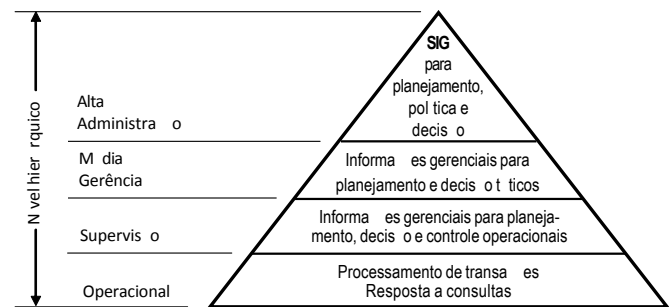 SIG
para
planejamento,
pol tica e
decis o
Alta
Administra o
M dia
Gerência
Informa es gerenciais para
planejamento e decis o t ticos
Supervis o
Informa es gerenciais para planeja-
mento, decis o e controle operacionais
Operacional
Processamento de transa es
Resposta a consultas
N vel hier rquico